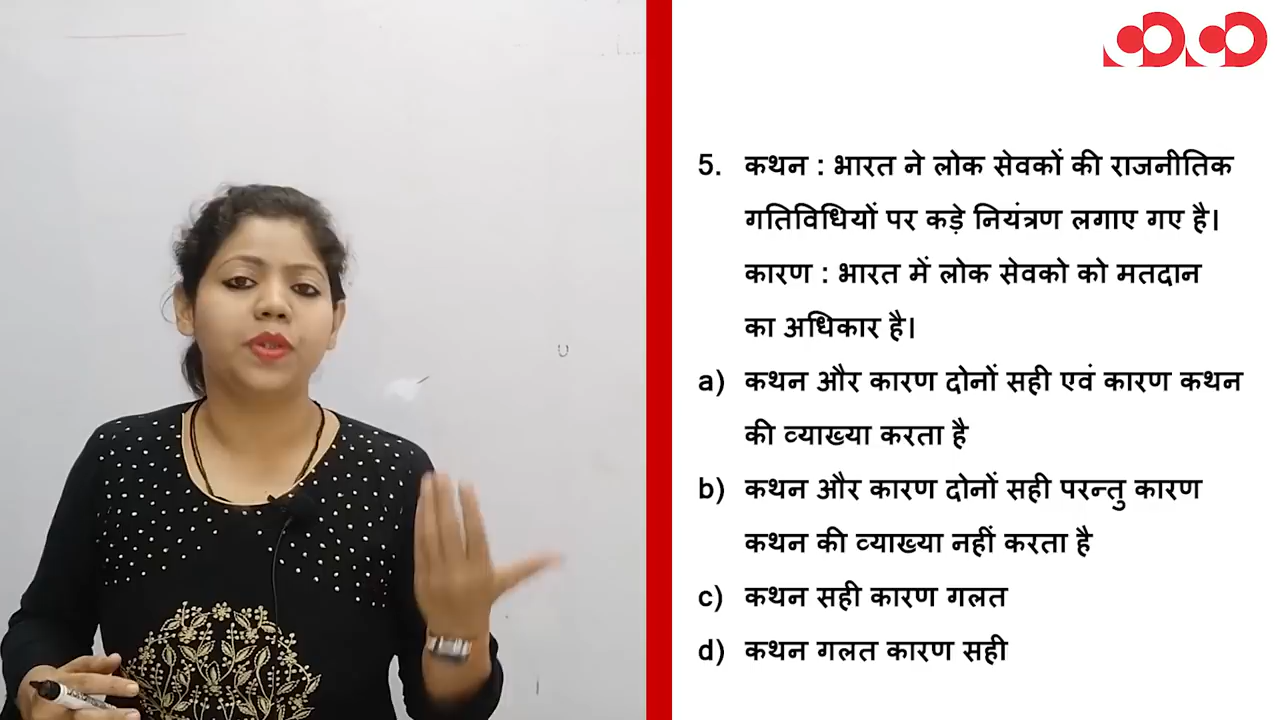 5. कथन : भारत ने लोक सेवकों की राजनीतिक
गतिविधियों पर कड़े नियंत्रण लगाए गए है।
कारण : भारत में लोक सेवको को मतदान
का अधिकार है।
a) कथन और कारण दोनों सही एवं कारण कथन
की व्याख्या करता है
b) कथन और कारण दोनों सही परन्तु कारण
कथन की व्याख्या नहीं करता है
c) कथन सही कारण गलत
d) कथन गलत कारण सही